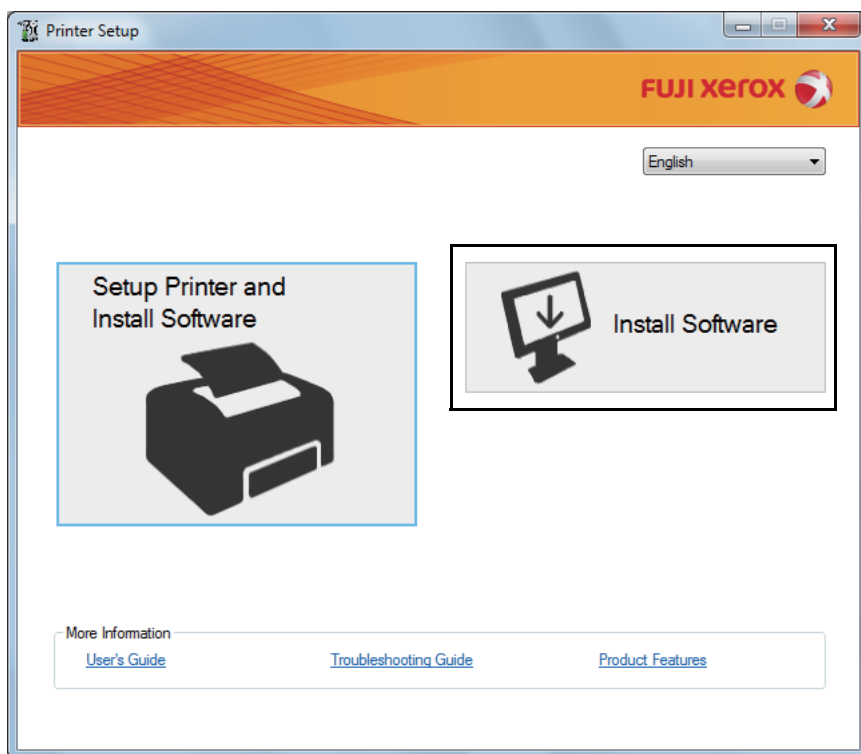 Printer Setup
FUJI xerox
English
Setup Printer and
Install Software
Install Software
More Information
User's Guide
Troubleshooting Guide
Product Features